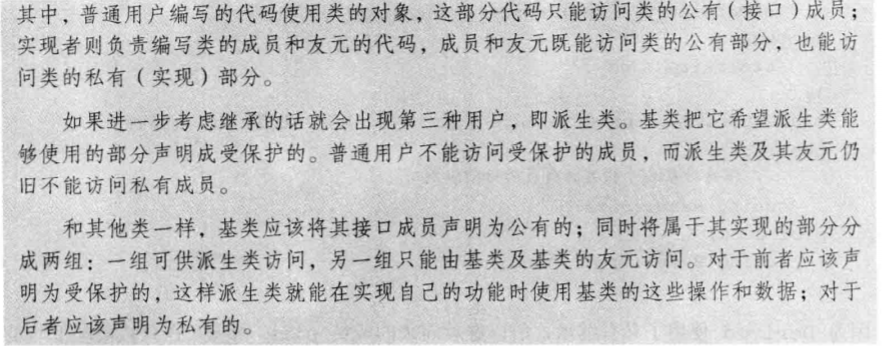 其中，普通用户编写的代码使用类的对象，这部分代码只能访问类的公有（接口）成员；
实现者则负责编写类的成员和友元的代码，成员和友元既能访问类的公有部分，也能访
问类的私有（实现）部分。
如果进一步考虑继承的话就会出现第三种用户，即派生类。基类把它希望派生类能
够使用的部分声明成受保护的。普通用户不能访问受保护的成员，而派生类及其友元仍
旧不能访问私有成员。
和其他类一样，基类应该将其接口成员声明为公有的；同时将属于其实现的部分分
成两组：一组可供派生类访问，另一组只能由基类及基类的友元访问。对于前者应该声
明为受保护的，这样派生类就能在实现自己的功能时使用基类的这些操作和数据；对于
后者应该声明为私有的。